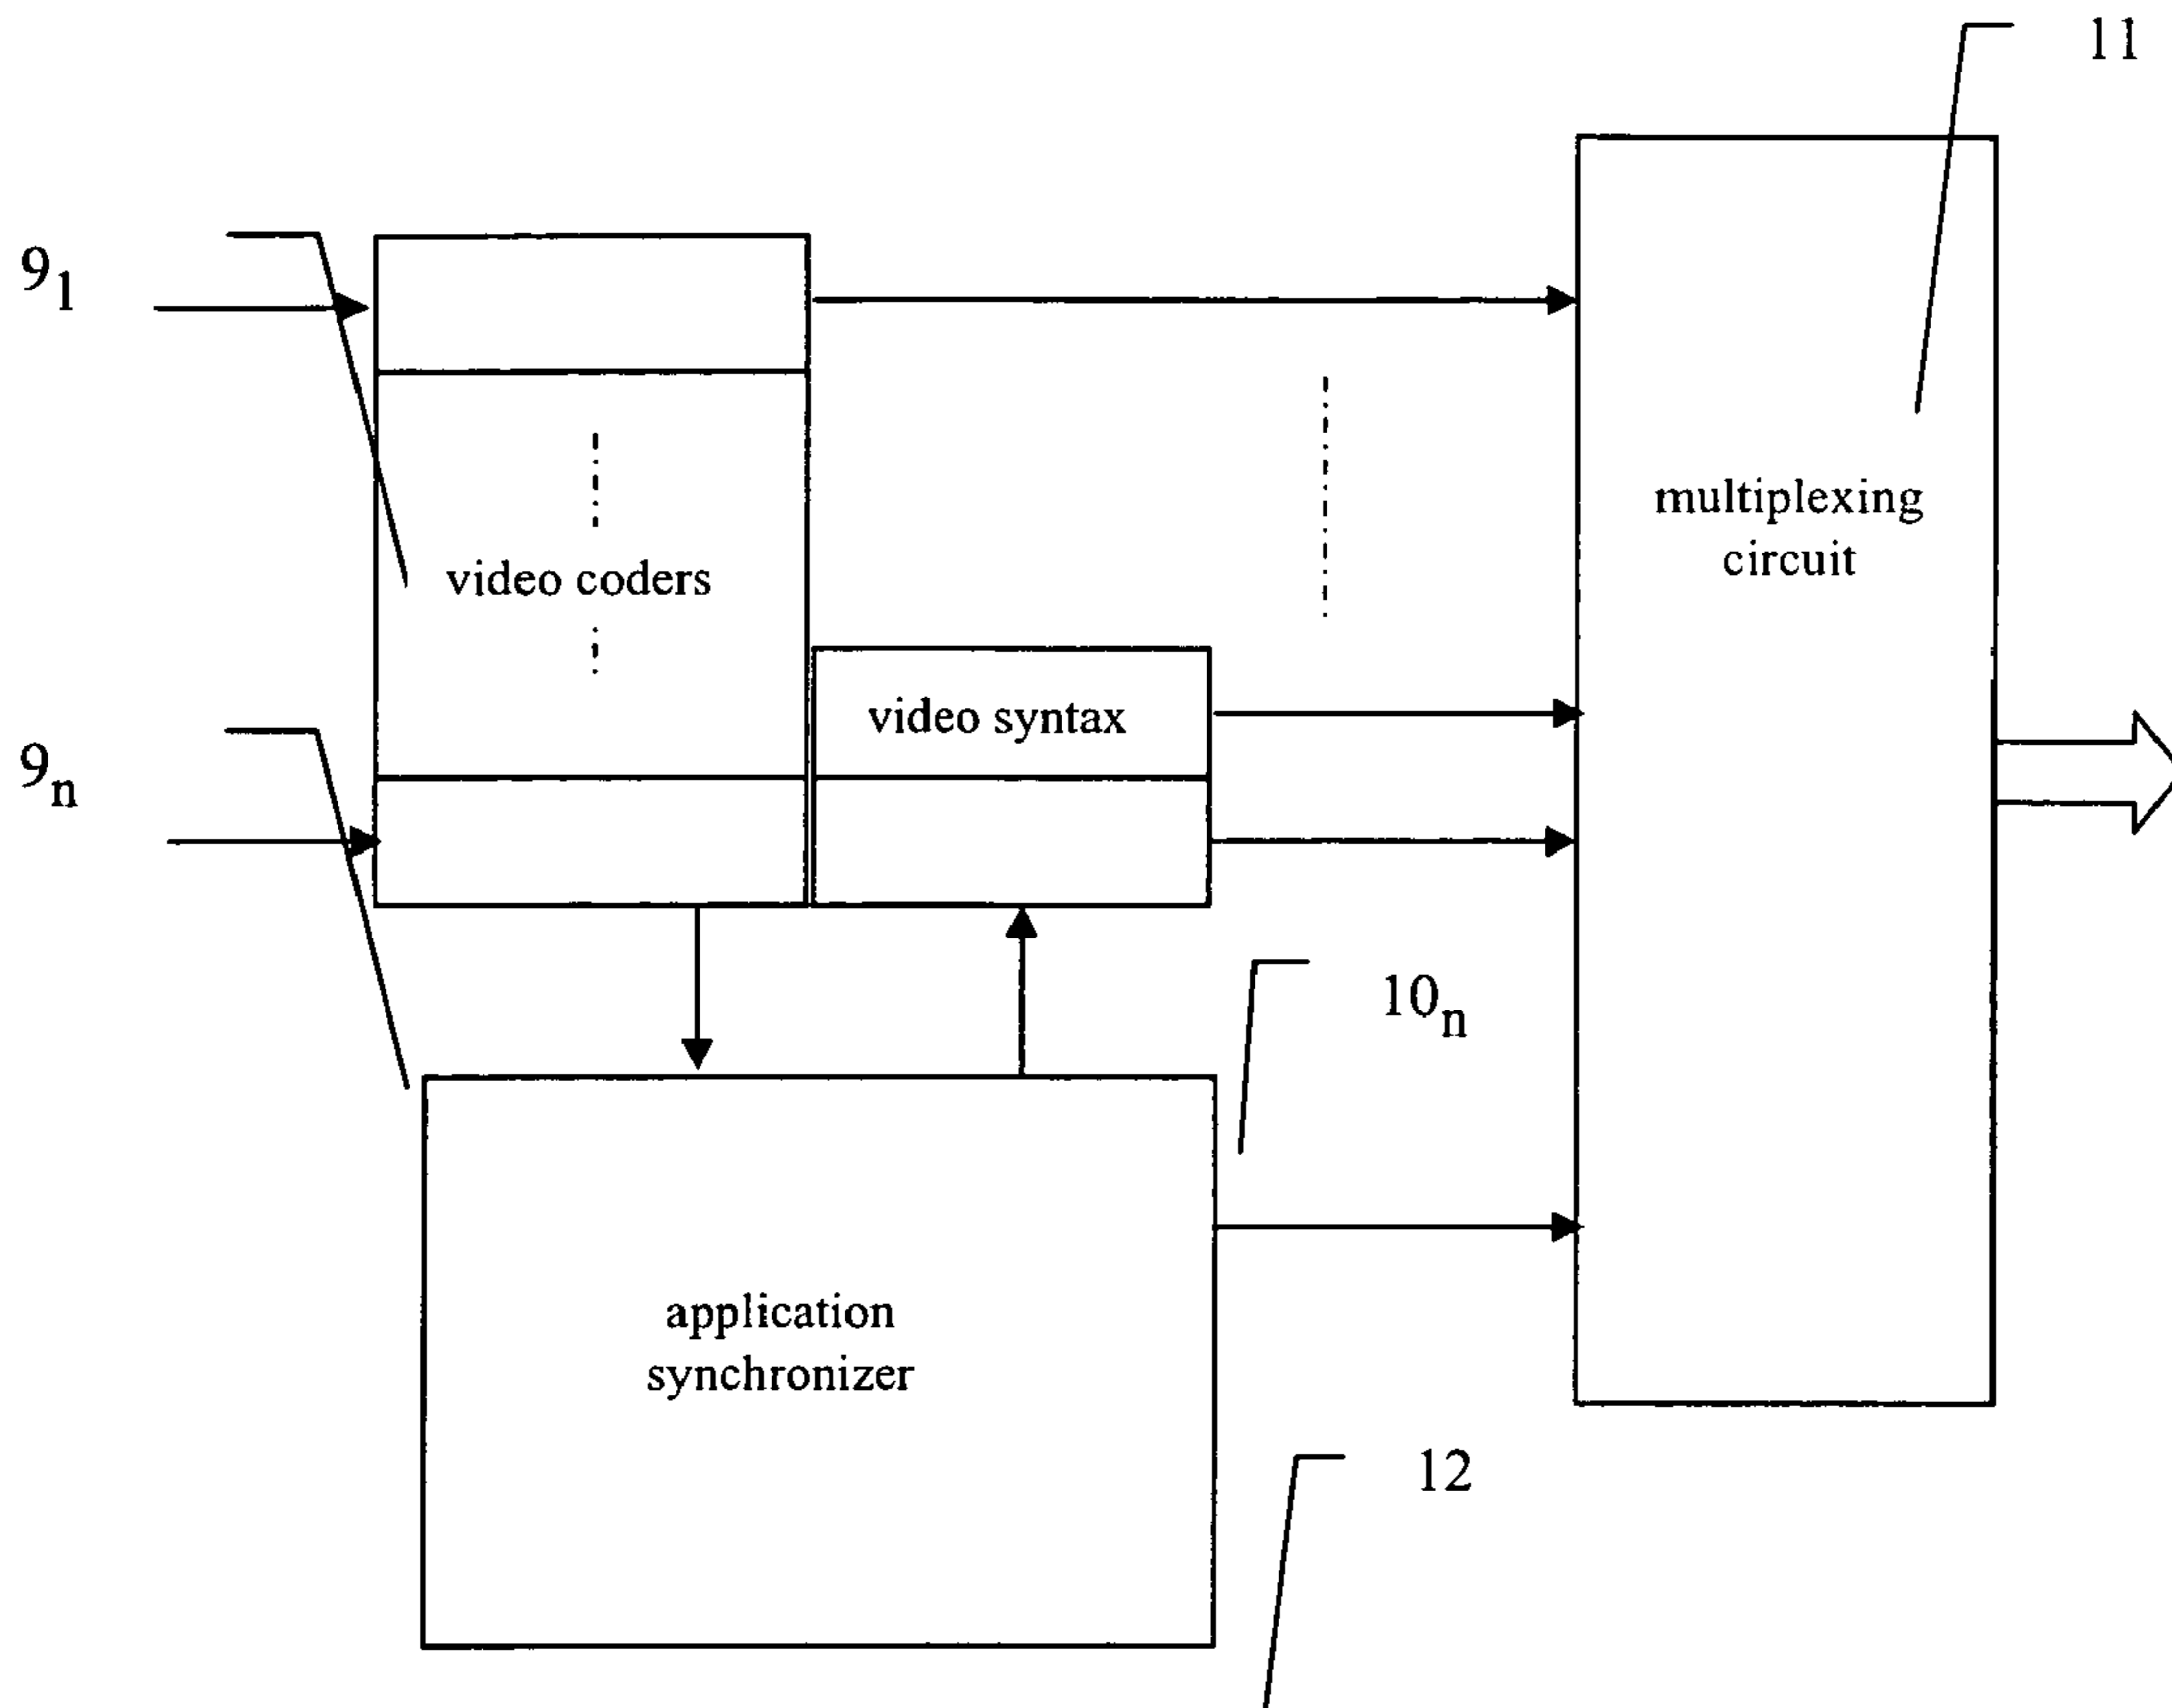 11
9₁
multiplexing
circuit
video coders
video syntax
9ₙ
10ₙ
application
synchronizer
12